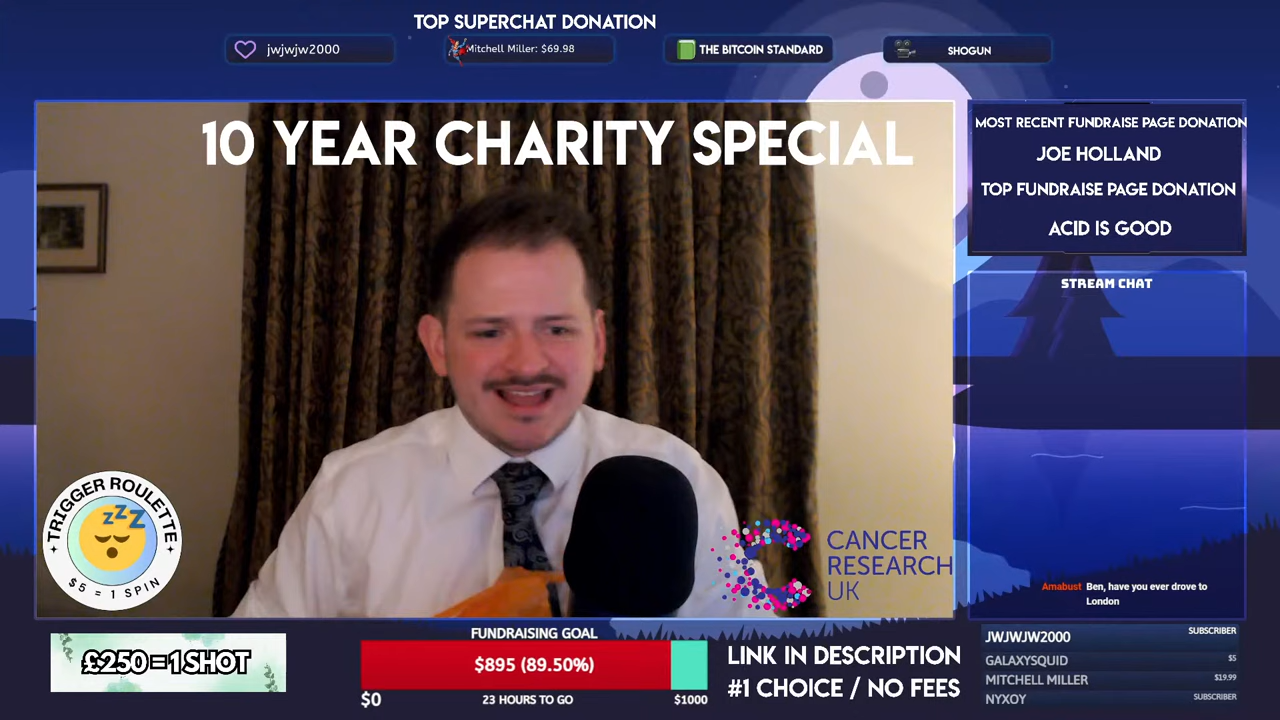 TOP SUPERCHAT DONATION
jwjwjw2000
Mitchell Miller: $69.98
THE BITCOIN STANDARD
SHOGUN
10 YEAR CHARITY SPECIAL
MOST RECENT FUNDRAISE PAGE DONATION
JOE HOLLAND
TOP FUNDRAISE PAGE DONATION
ACID IS GOOD
STREAM CHAT
Amabust Ben, have you ever drove to
London
TRIGGER ROULETTE
zzz
$5 = 1 SPIN
CANCER
RESEARCH
UK
£250 = 1 SHOT
FUNDRAISING GOAL
$895 (89.50%)
$0
23 HOURS TO GO
$1000
LINK IN DESCRIPTION
#1 CHOICE / NO FEES
JWJWJW2000 SUBSCRIBER
GALAXYSQUID $5
MITCHELL MILLER $19.99
NYXOY SUBSCRIBER